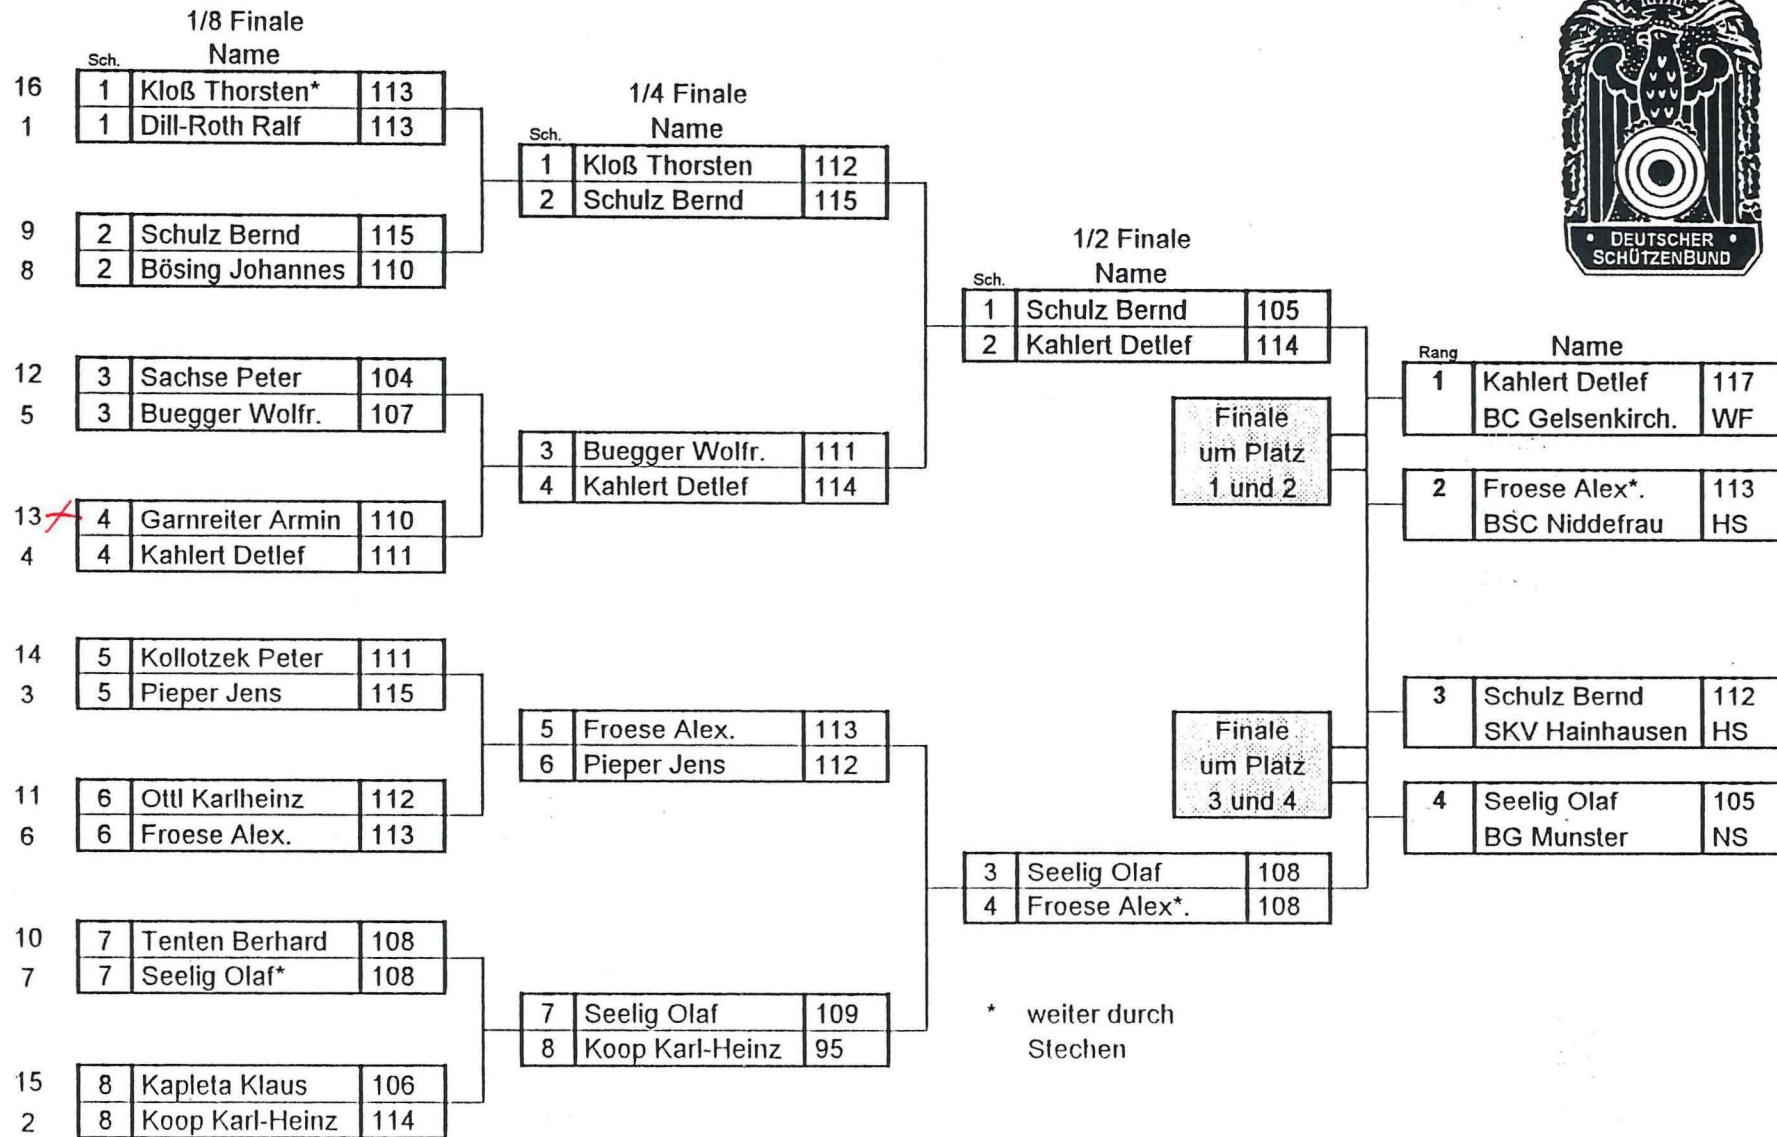 1/8 Finale
Sch. Name
16 1 Kloß Thorsten* 113
1 1 Dill-Roth Ralf 113
9 2 Schulz Bernd 115
8 2 Bösing Johannes 110
12 3 Sachse Peter 104
5 3 Buegger Wolfr. 107
13 4 Garnreiter Armin 110
4 4 Kahlert Detlef 111
14 5 Kollotzek Peter 111
3 5 Pieper Jens 115
11 6 Ottl Karlheinz 112
6 6 Froese Alex. 113
10 7 Tenten Berhard 108
7 7 Seelig Olaf* 108
15 8 Kapleta Klaus 106
2 8 Koop Karl-Heinz 114
1/4 Finale
Sch. Name
1 Kloß Thorsten 112
2 Schulz Bernd 115
3 Buegger Wolfr. 111
4 Kahlert Detlef 114
5 Froese Alex. 113
6 Pieper Jens 112
7 Seelig Olaf 109
8 Koop Karl-Heinz 95
1/2 Finale
Sch. Name
1 Schulz Bernd 105
2 Kahlert Detlef 114
Finale
um Platz
1 und 2
Finale
um Platz
3 und 4
3 Seelig Olaf 108
4 Froese Alex*. 108
* weiter durch
Stechen
DEUTSCHER
SCHÜTZENBUND
Rang Name
1 Kahlert Detlef 117
BC Gelsenkirch. WF
2 Froese Alex*. 113
BSC Niddefrau HS
3 Schulz Bernd 112
SKV Hainhausen HS
4 Seelig Olaf 105
BG Munster NS